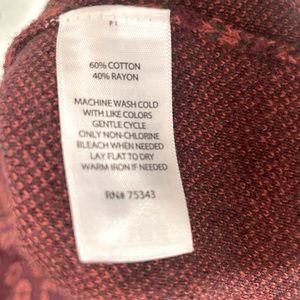 P1
60% COTTON
40% RAYON
MACHINE WASH COLD
WITH LIKE COLORS
GENTLE CYCLE
ONLY NON-CHLORINE
BLEACH WHEN NEEDED
LAY FLAT TO DRY
WARM IRON IF NEEDED
RN# 75343